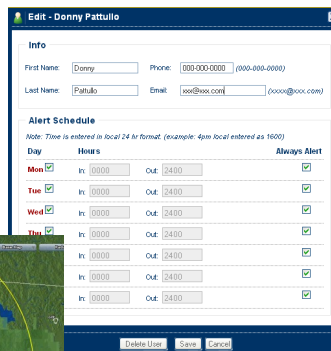 Edit - Donny Pattullo
Info
First Name: Donny Phone: 000-000-0000 (000-000-0000)
Last Name: Pattullo Email: xxx@xxx.com (xxxx@xxx.com)
Alert Schedule
Note: Time is entered in local 24 hr format. (example: 4pm local entered as 1600)
Day Hours Always Alert
Mon In: 0000 Out: 2400
Tue In: 0000 Out: 2400
Wed In: 0000 Out: 2400
Thu In: 0000 Out: 2400
In: 0000 Out: 2400
In: 0000 Out: 2400
In: 0000 Out: 2400
Delete User Save Cancel